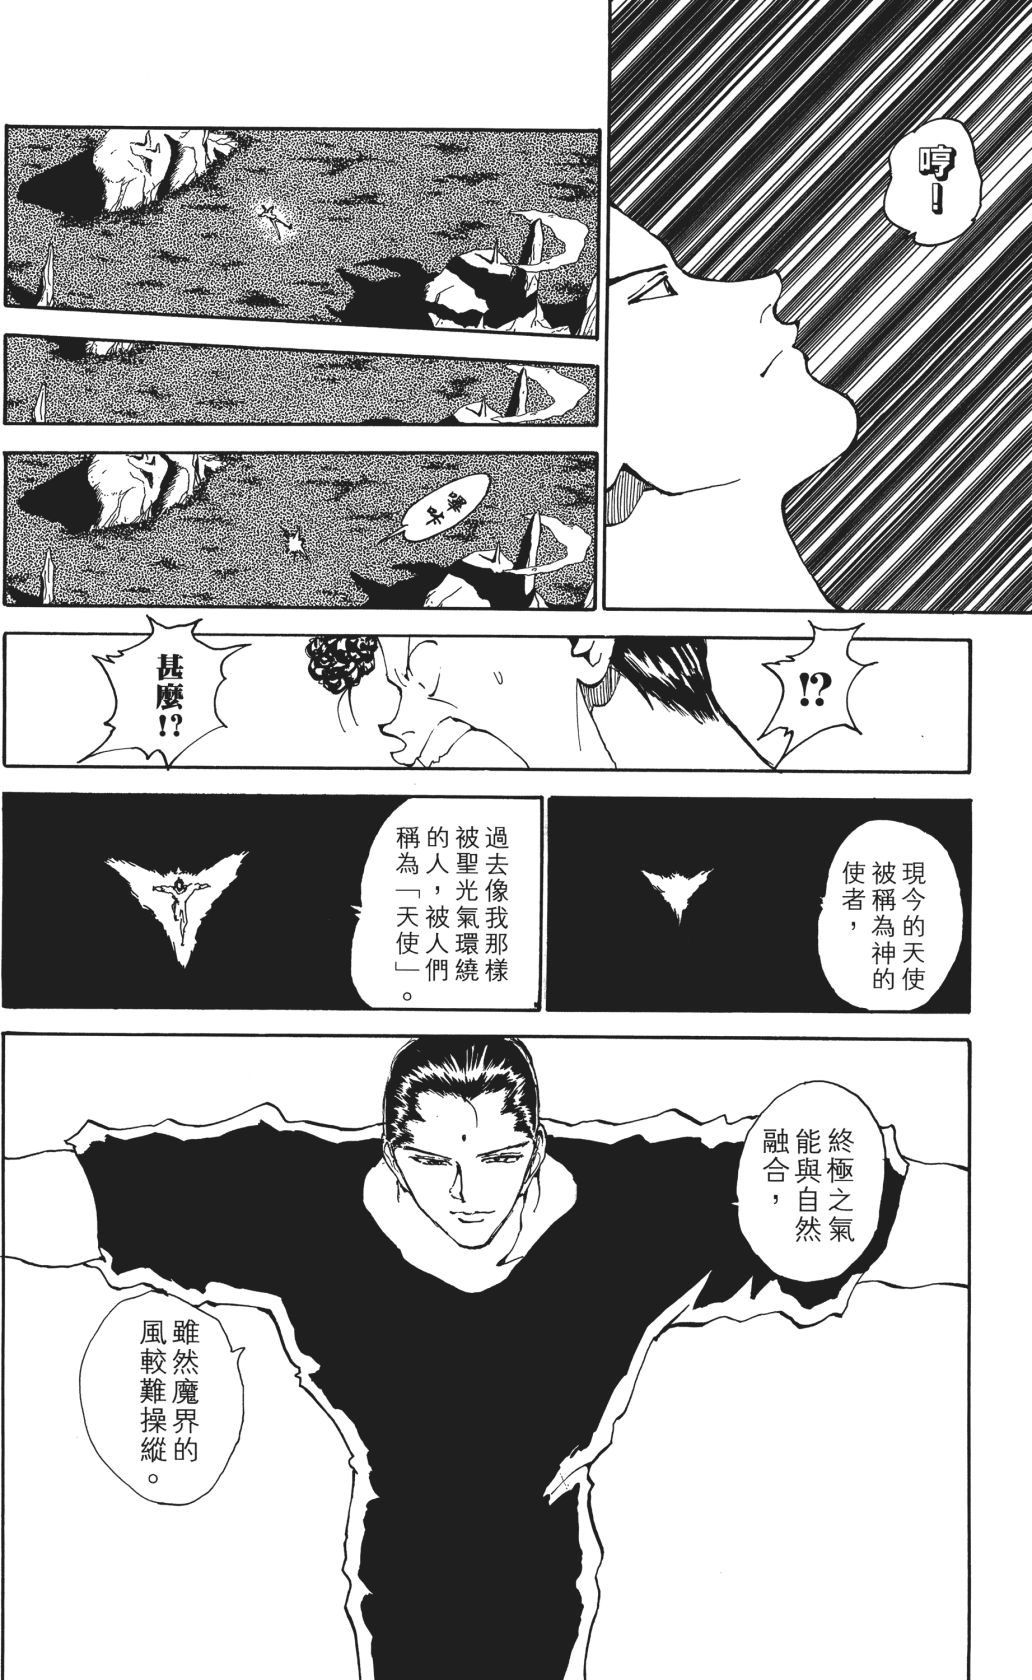 哼！
嗶
咔
!?
甚麼!?
現今的天使
被稱為神的
使者，
過去像我那樣
被聖光氣環繞
的人，被人們
稱為「天使」。
終極之氣
能與自然
融合，
雖然魔界的
風較難操縱。